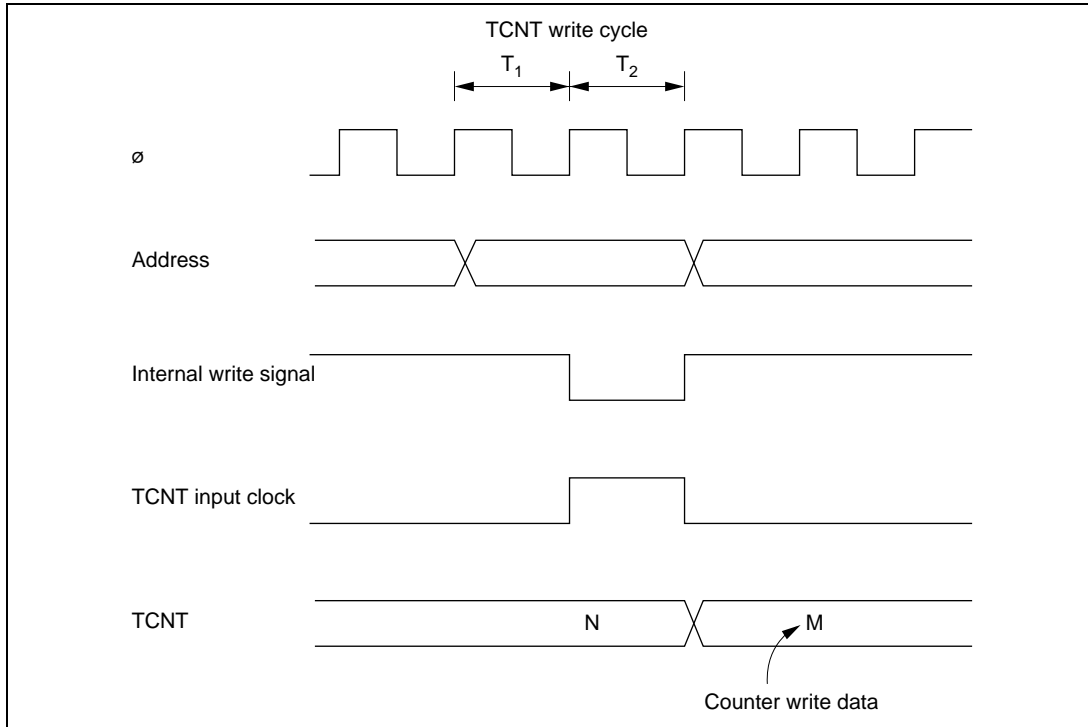 TCNT write cycle
T1 T2
ø
Address
Internal write signal
TCNT input clock
TCNT N M
Counter write data